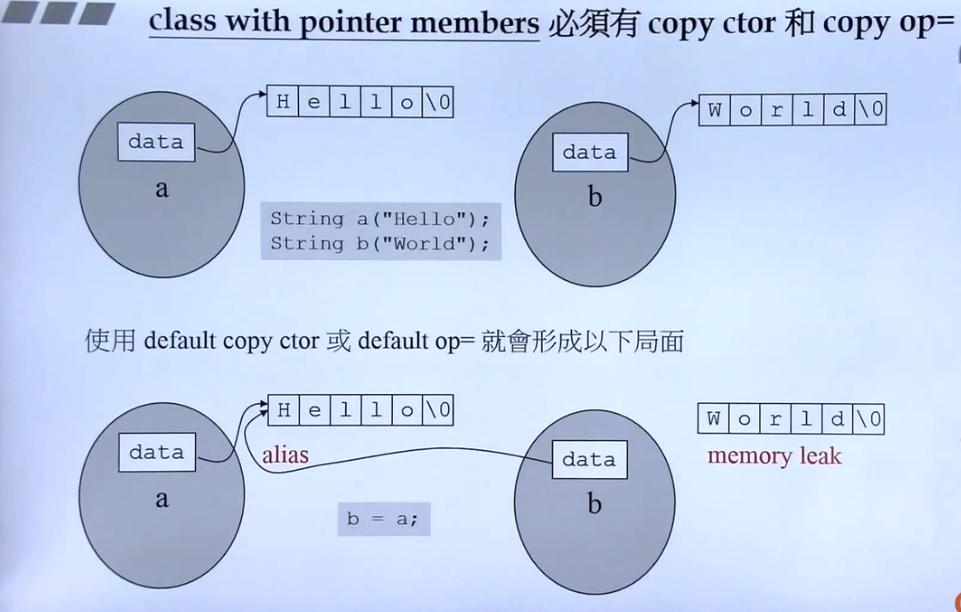 class with pointer members 必須有 copy ctor 和 copy op=
H e l l o \0
W o r l d \0
data
data
a
b
String a("Hello");
String b("World");
使用 default copy ctor 或 default op= 就會形成以下局面
H e l l o \0
W o r l d \0
data
alias
data
memory leak
a
b
b = a;